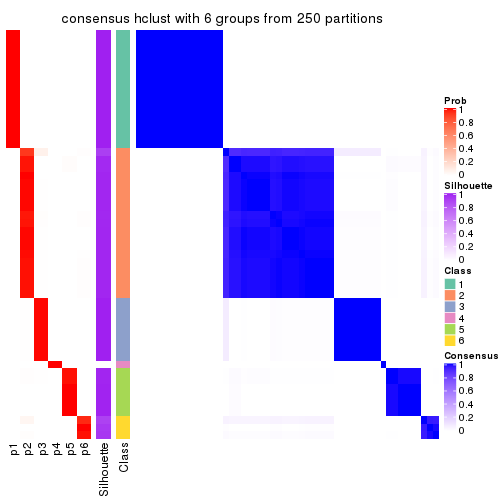 consensus hclust with 6 groups from 250 partitions
Prob
1
0.8
0.6
0.4
0.2
0
Silhouette
1
0.8
0.6
0.4
0.2
0
Class
1
2
3
4
5
6
Consensus
1
0.8
0.6
0.4
0.2
0
p1
p2
p3
p4
p5
p6
Silhouette
Class